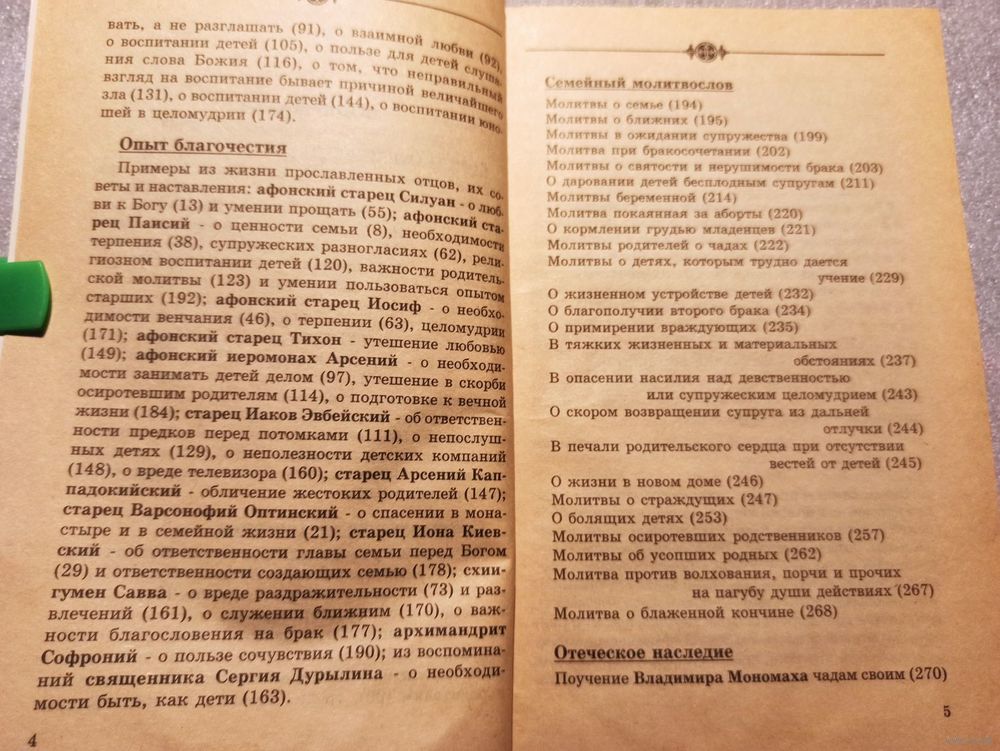 вать, а не разглашать (91), о взаимной любви (92),
о воспитании детей (105), о пользе для детей слуша-
ния слова Божия (116), о том, что неправильный
взгляд на воспитание бывает причиной величайшего
зла (131), о воспитании детей (144), о воспитании юно-
шей в целомудрии (174).
Опыт благочестия
Примеры из жизни прославленных отцов, их со-
веты и наставления: афонский старец Силуан - о люб-
ви к Богу (13) и умении прощать (55); афонский ста-
рец Паисий - о ценности семьи (8), необходимости
терпения (38), супружеских разногласиях (62), рели-
гиозном воспитании детей (120), важности родитель-
ской молитвы (123) и умении пользоваться опытом
старших (192); афонский старец Иосиф - о необхо-
димости венчания (46), о терпении (63), целомудрии
(171); афонский старец Тихон - утешение любовью
(149); афонский иеромонах Арсений - о необходи-
мости занимать детей делом (97), утешение в скорби
осиротевшим родителям (114), о подготовке к вечной
жизни (184); старец Иаков Эвбейский - об ответствен-
ности предков перед потомками (111), о непослуш-
ных детях (129), о неполезности детских компаний
(148), о вреде телевизора (160); старец Арсений Кап-
падокийский - обличение жестоких родителей (147);
старец Варсонофий Оптинский - о спасении в мона-
стыре и в семейной жизни (21); старец Иона Киев-
ский - об ответственности главы семьи перед Богом
(29) и ответственности создающих семью (178); схии-
гумен Савва - о вреде раздражительности (73) и раз-
влечений (161), о служении ближним (170), о важ-
ности благословения на брак (177); архимандрит
Софроний - о пользе сочувствия (190); из воспомина-
ний священника Сергия Дурылина - о необходи-
мости быть, как дети (163).
4
Семейный молитвослов
Молитвы о семье (194)
Молитвы о ближних (195)
Молитвы в ожидании супружества (199)
Молитва при бракосочетании (202)
Молитвы о святости и нерушимости брака (203)
О даровании детей бесплодным супругам (211)
Молитвы беременной (214)
Молитва покаянная за аборты (220)
О кормлении грудью младенцев (221)
Молитвы родителей о чадах (222)
Молитвы о детях, которым трудно дается
учение (229)
О жизненном устройстве детей (232)
О благополучии второго брака (234)
О примирении враждующих (235)
В тяжких жизненных и материальных
обстояниях (237)
В опасении насилия над девственностью
или супружеским целомудрием (243)
О скором возвращении супруга из дальней
отлучки (244)
В печали родительского сердца при отсутствии
вестей от детей (245)
О жизни в новом доме (246)
Молитвы о страждущих (247)
О болящих детях (253)
Молитвы осиротевших родственников (257)
Молитвы об усопших родных (262)
Молитва против волхования, порчи и прочих
на пагубу души действиях (267)
Молитва о блаженной кончине (268)
Отеческое наследие
Поучение Владимира Мономаха чадам своим (270)
5